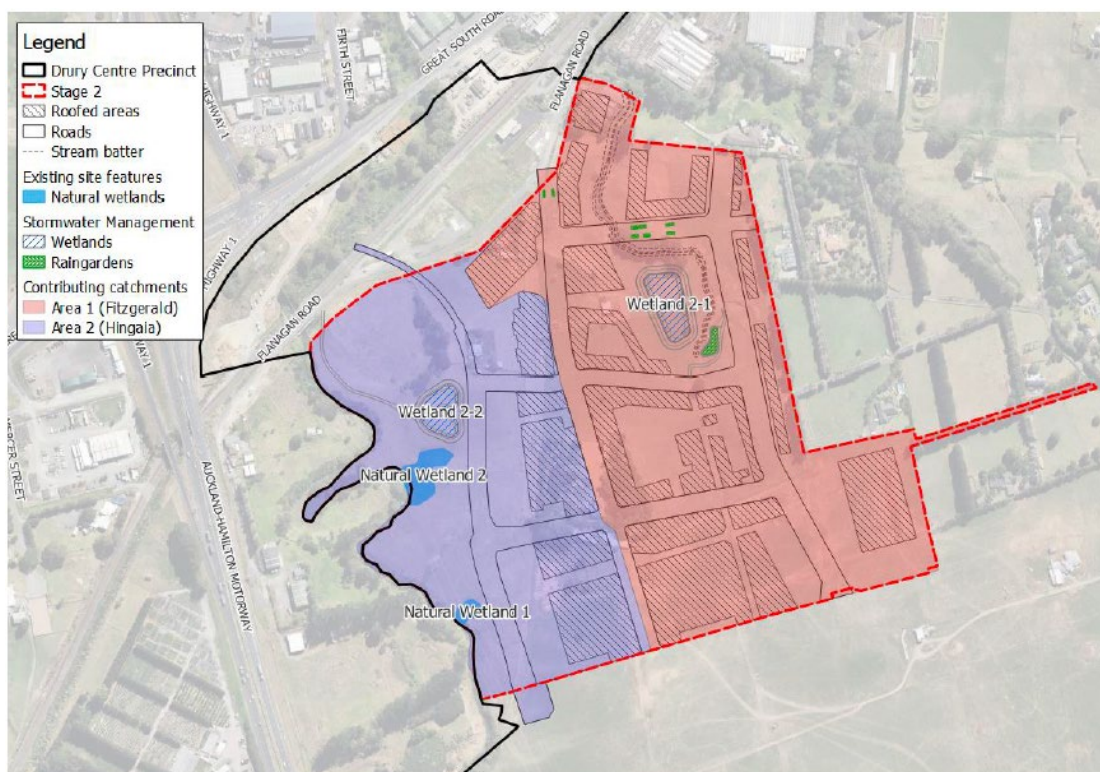 Legend
Drury Centre Precinct
Stage 2
Roofed areas
Roads
Stream batter
Existing site features
Natural wetlands
Stormwater Management
Wetlands
Raingardens
Contributing catchments
Area 1 (Fitzgerald)
Area 2 (Hingaia)
FIRTH STREET
GREAT SOUTH ROAD
FLANAGAN ROAD
HIGHWAY 1
HIGHWAY 1
FLANAGAN ROAD
Wetland 2-1
Wetland 2-2
Natural Wetland 2
Natural Wetland 1
MERCER STREET
AUCKLAND-HAMILTON MOTORWAY